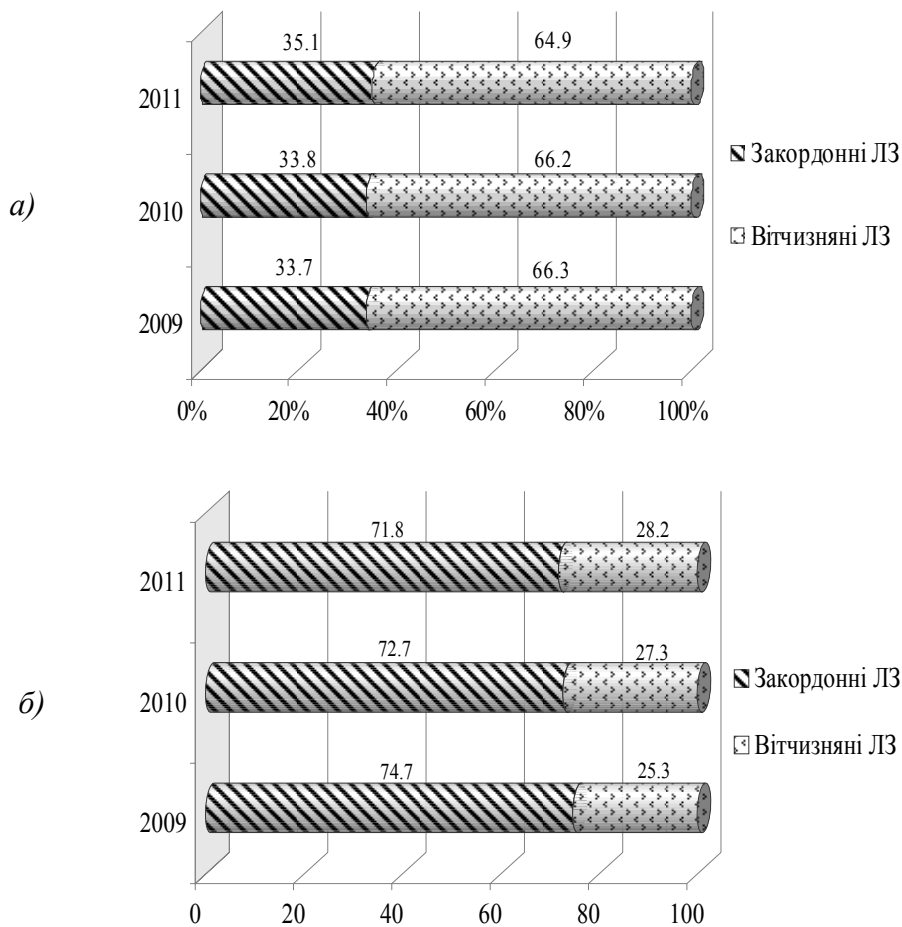 а)
35.1 64.9
2011
33.8 66.2
2010
33.7 66.3
2009
0% 20% 40% 60% 80% 100%
Закордонні ЛЗ
Вітчизняні ЛЗ
б)
71.8 28.2
2011
72.7 27.3
2010
74.7 25.3
2009
0 20 40 60 80 100
Закордонні ЛЗ
Вітчизняні ЛЗ